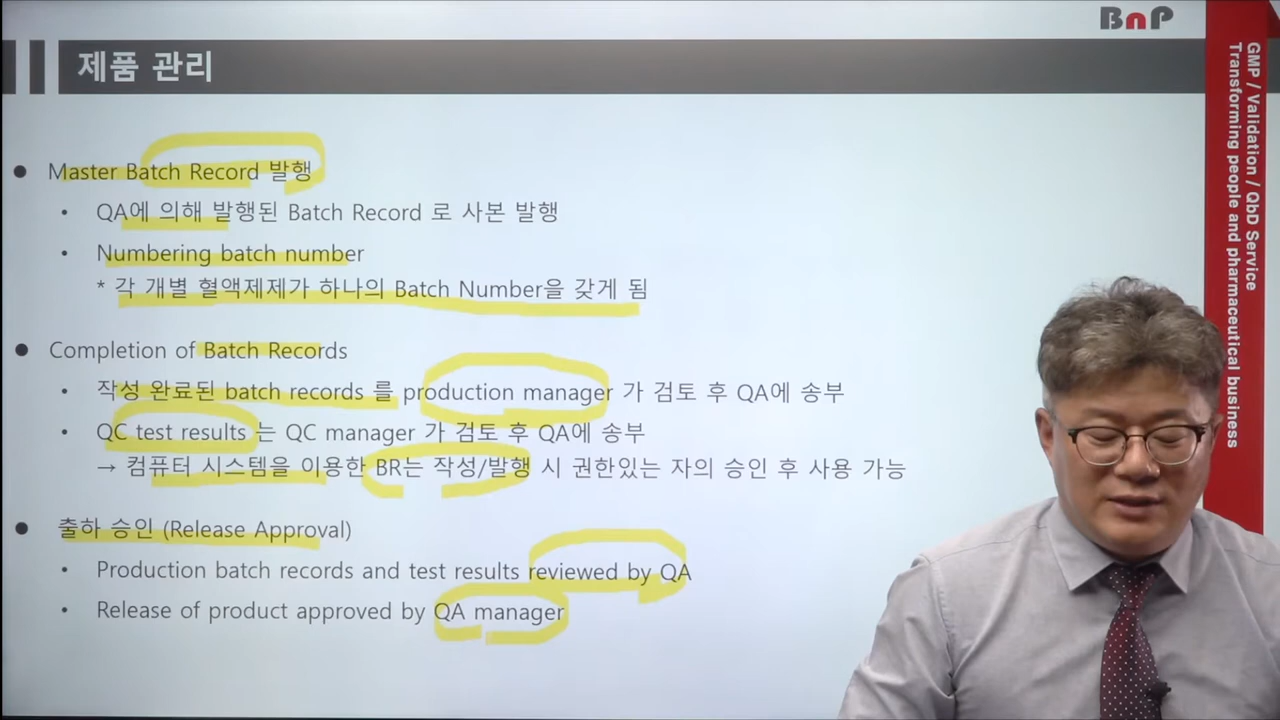 BnP
제품 관리
GMP / Validation / QbD Service
Transforming people and pharmaceutical business
● Master Batch Record 발행
• QA에 의해 발행된 Batch Record 로 사본 발행
• Numbering batch number
* 각 개별 혈액제제가 하나의 Batch Number을 갖게 됨
● Completion of Batch Records
• 작성 완료된 batch records 를 production manager 가 검토 후 QA에 송부
• QC test results 는 QC manager 가 검토 후 QA에 송부
→ 컴퓨터 시스템을 이용한 BR는 작성/발행 시 권한있는 자의 승인 후 사용 가능
● 출하 승인 (Release Approval)
• Production batch records and test results reviewed by QA
• Release of product approved by QA manager